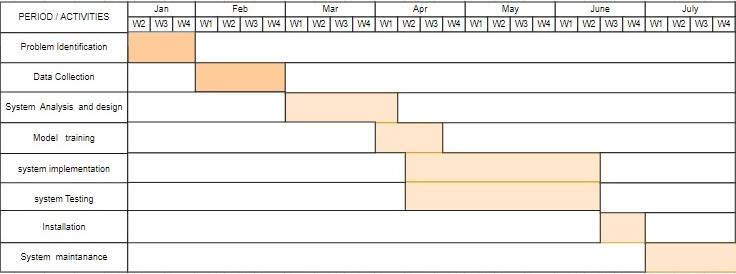 PERIOD / ACTIVITIES Jan Feb Mar Apr May June July
W2 W3 W4 W1 W2 W3 W4 W1 W2 W3 W4 W1 W2 W3 W4 W1 W2 W3 W4 W1 W2 W3 W4 W1 W2 W3 W4
Problem Identification
Data Collection
System Analysis and design
Model training
system implementation
system Testing
Installation
System maintanance